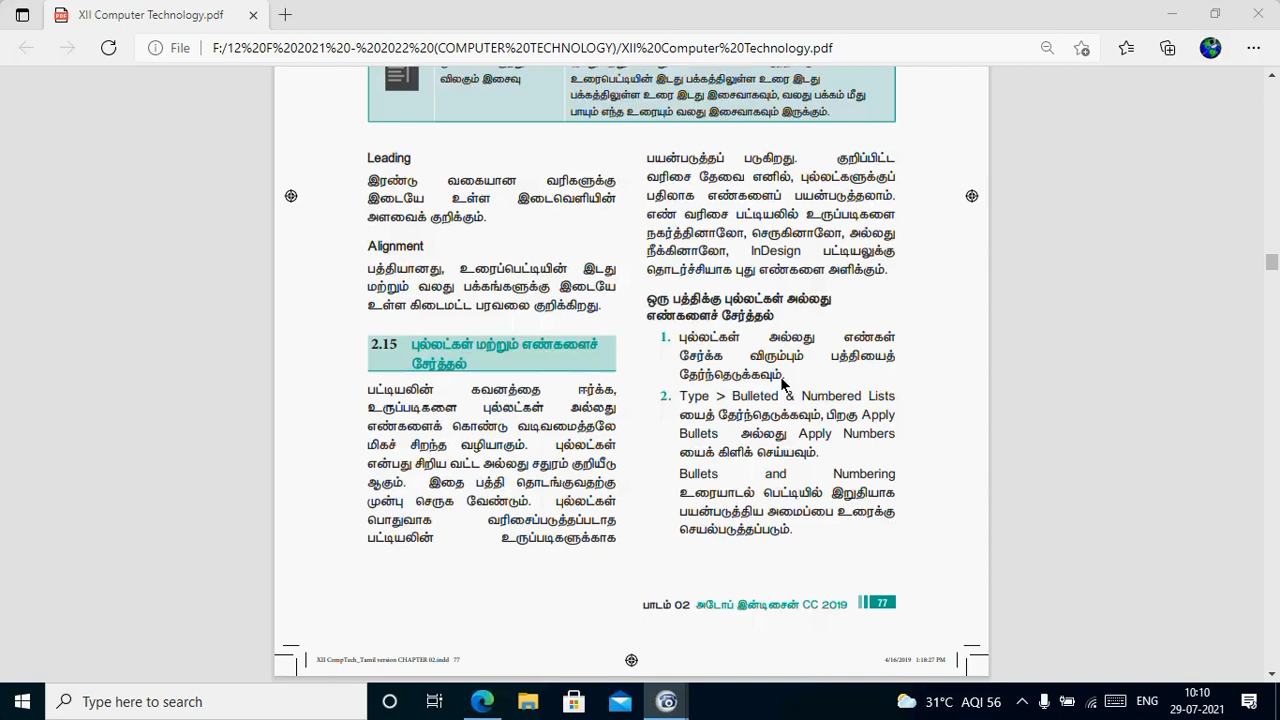 XII Computer Technology.pdf
File
F:/12%20F%202021%20-%202022%20(COMPUTER%20TECHNOLOGY)/XII%20Computer%20Technology.pdf
விலகும் இசைவு
உரைபெட்டியின் இடது பக்கத்திலுள்ள உரை இடது
பக்கத்திலுள்ள உரை இடது இசைவாகவும், வலது பக்கம் மீது
பாயும் எந்த உரையும் வலது இசைவாகவும் இருக்கும்.
Leading
இரண்டு வகையான வரிகளுக்கு
இடையே உள்ள இடைவெளியின்
அளவைக் குறிக்கும்.
Alignment
பத்தியானது, உரைப்பெட்டியின் இடது
மற்றும் வலது பக்கங்களுக்கு இடையே
உள்ள கிடைமட்ட பரவலை குறிக்கிறது.
2.15 புல்லட்கள் மற்றும் எண்களைச்
சேர்த்தல்
பட்டியலின் கவனத்தை ஈர்க்க,
உருப்படிகளை புல்லட்கள் அல்லது
எண்களைக் கொண்டு வடிவமைத்தலே
மிகச் சிறந்த வழியாகும். புல்லட்கள்
என்பது சிறிய வட்ட அல்லது சதுரம் குறியீடு
ஆகும். இதை பத்தி தொடங்குவதற்கு
முன்பு செருக வேண்டும். புல்லட்கள்
பொதுவாக வரிசைப்படுத்தப்படாத
பட்டியலின் உருப்படிகளுக்காக
பயன்படுத்தப் படுகிறது. குறிப்பிட்ட
வரிசை தேவை எனில், புல்லட்களுக்குப்
பதிலாக எண்களைப் பயன்படுத்தலாம்.
எண் வரிசை பட்டியலில் உருப்படிகளை
நகர்த்தினாலோ, செருகினாலோ, அல்லது
நீக்கினாலோ, InDesign பட்டியலுக்கு
தொடர்ச்சியாக புது எண்களை அளிக்கும்.
ஒரு பத்திக்கு புல்லட்கள் அல்லது
எண்களைச் சேர்த்தல்
1. புல்லட்கள் அல்லது எண்கள்
சேர்க்க விரும்பும் பத்தியைத்
தேர்ந்தெடுக்கவும்.
2. Type > Bulleted & Numbered Lists
யைத் தேர்ந்தெடுக்கவும், பிறகு Apply
Bullets அல்லது Apply Numbers
யைக் கிளிக் செய்யவும்.
Bullets and Numbering
உரையாடல் பெட்டியில் இறுதியாக
பயன்படுத்திய அமைப்பை உரைக்கு
செயல்படுத்தப்படும்.
பாடம் 02 அடோப் இன்டிசைன் CC 2019 77
XII CompTech_Tamil version CHAPTER 02.indd 77
4/16/2019 1:18:27 PM
Type here to search
31°C AQI 56
ENG
10:10
29-07-2021